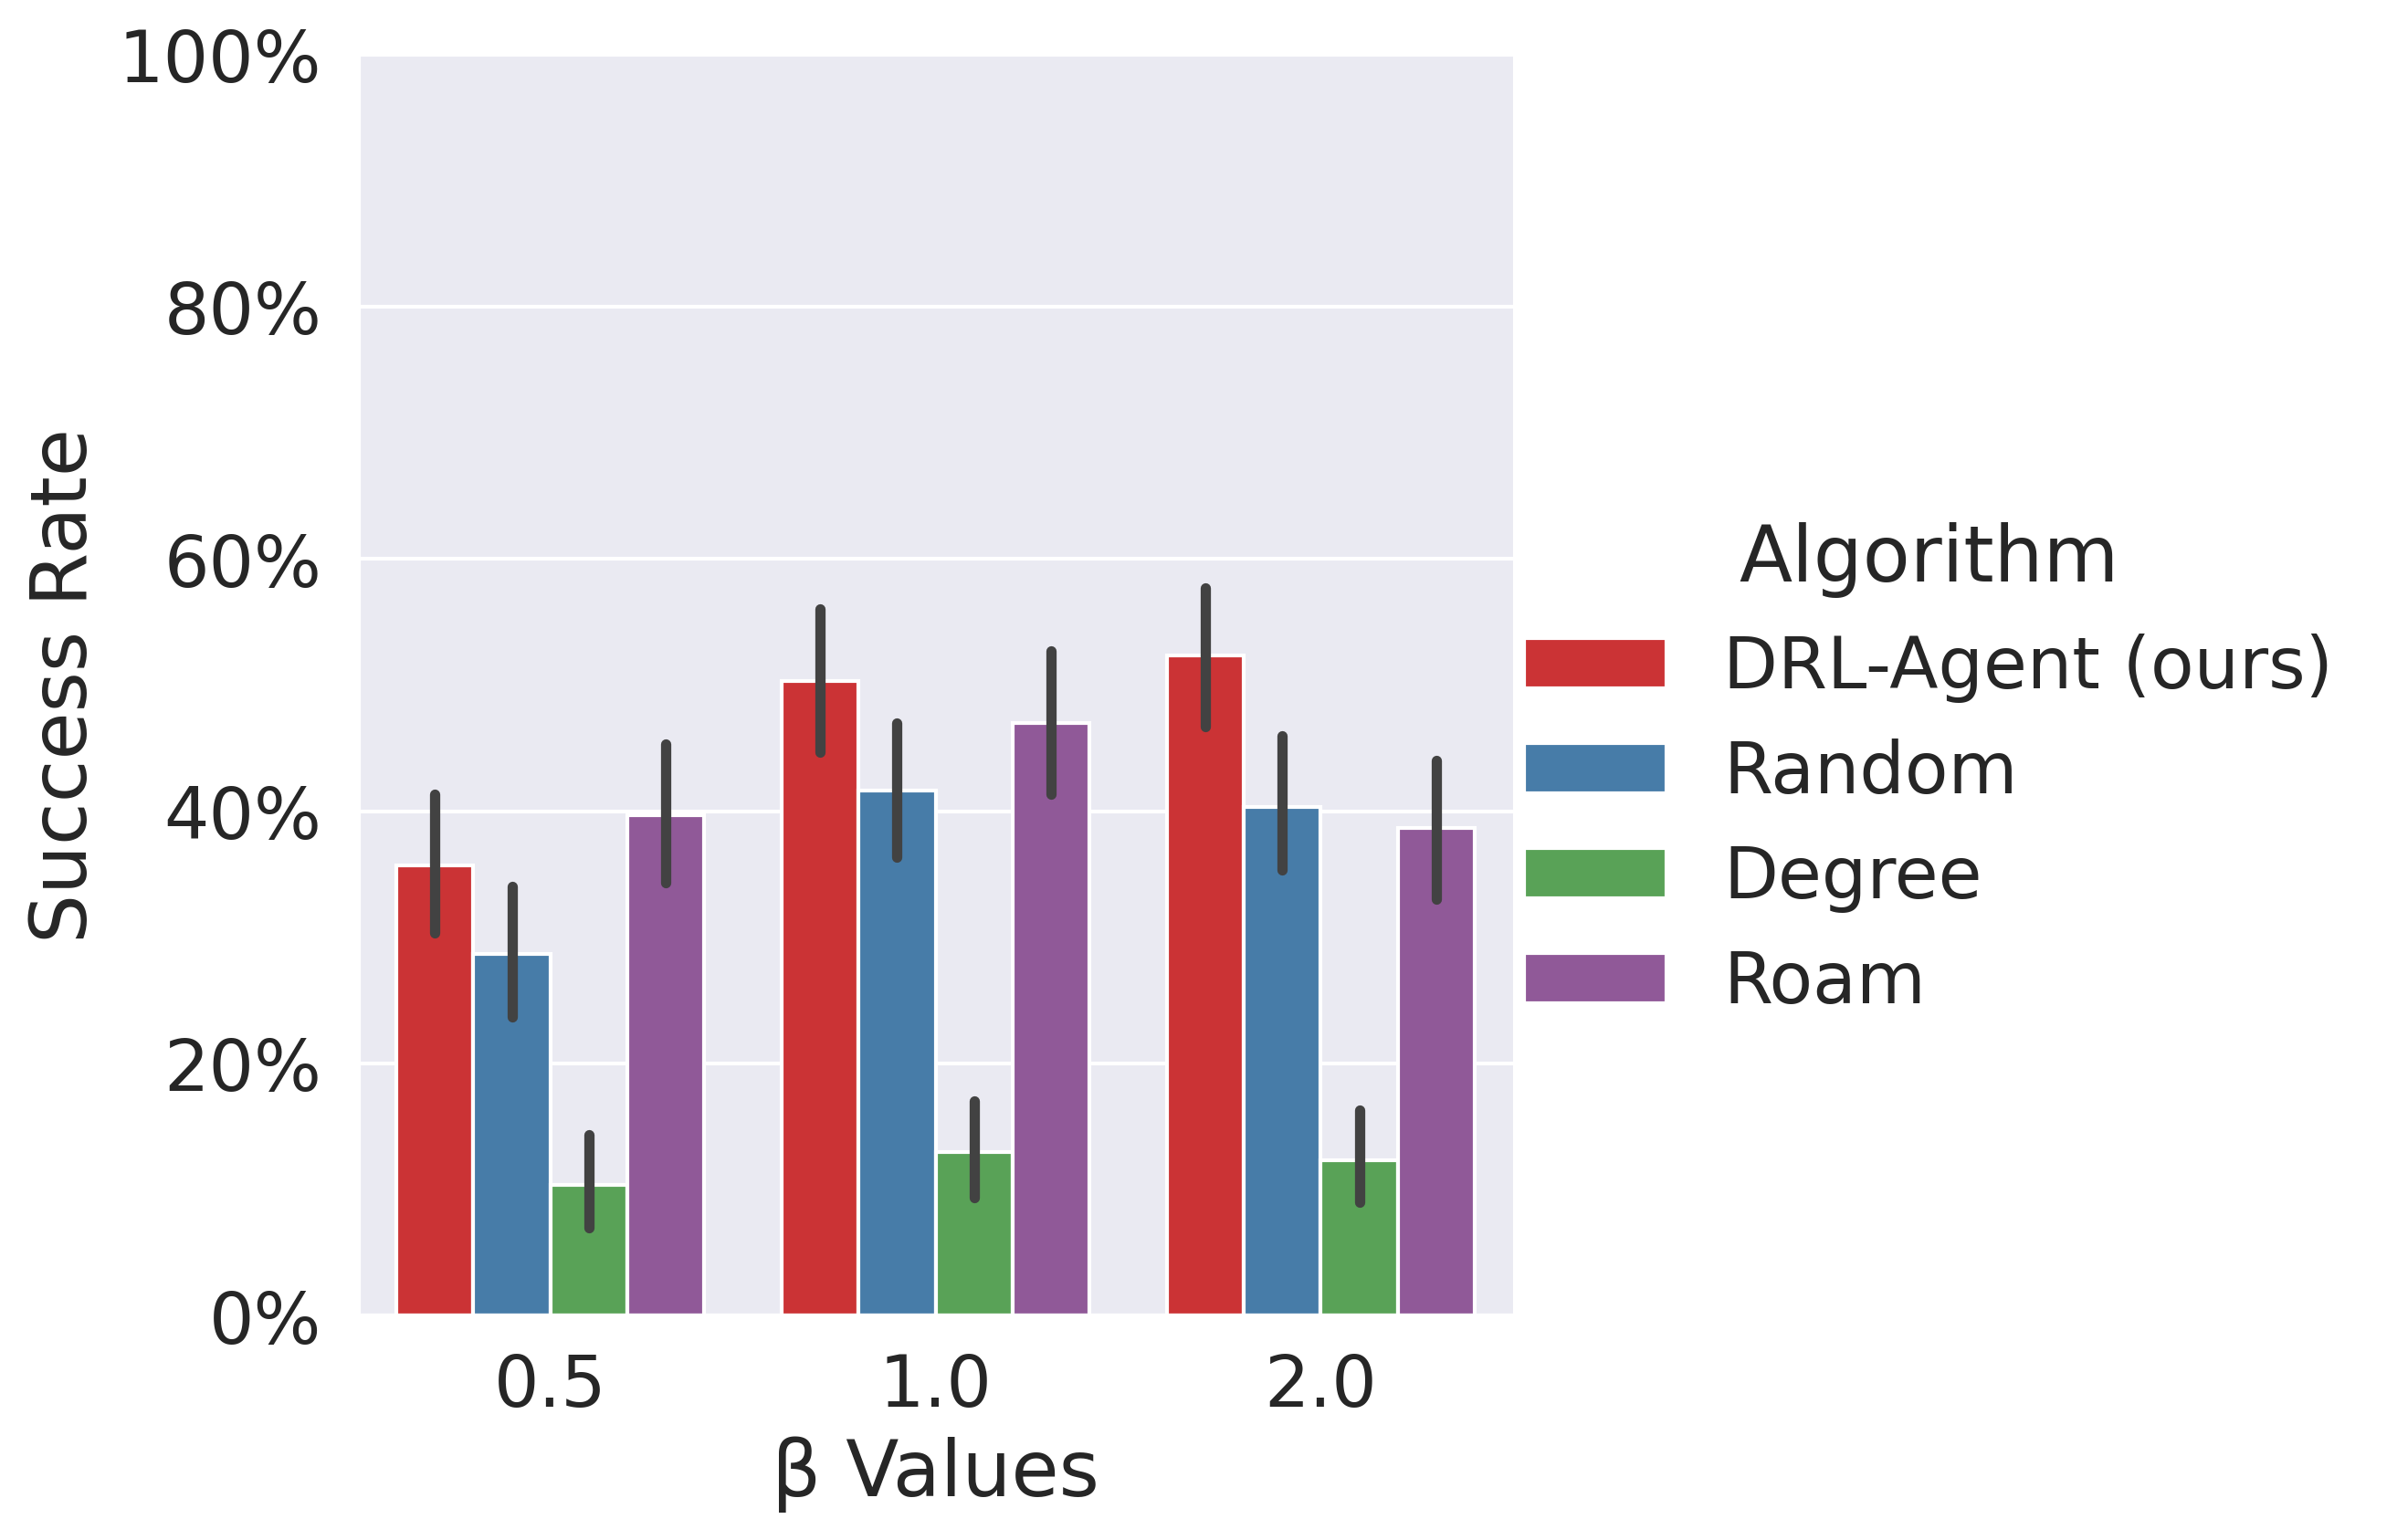 100%
80%
60%
40%
20%
0%
Success Rate
0.5 1.0 2.0
β Values
Algorithm
DRL-Agent (ours)
Random
Degree
Roam